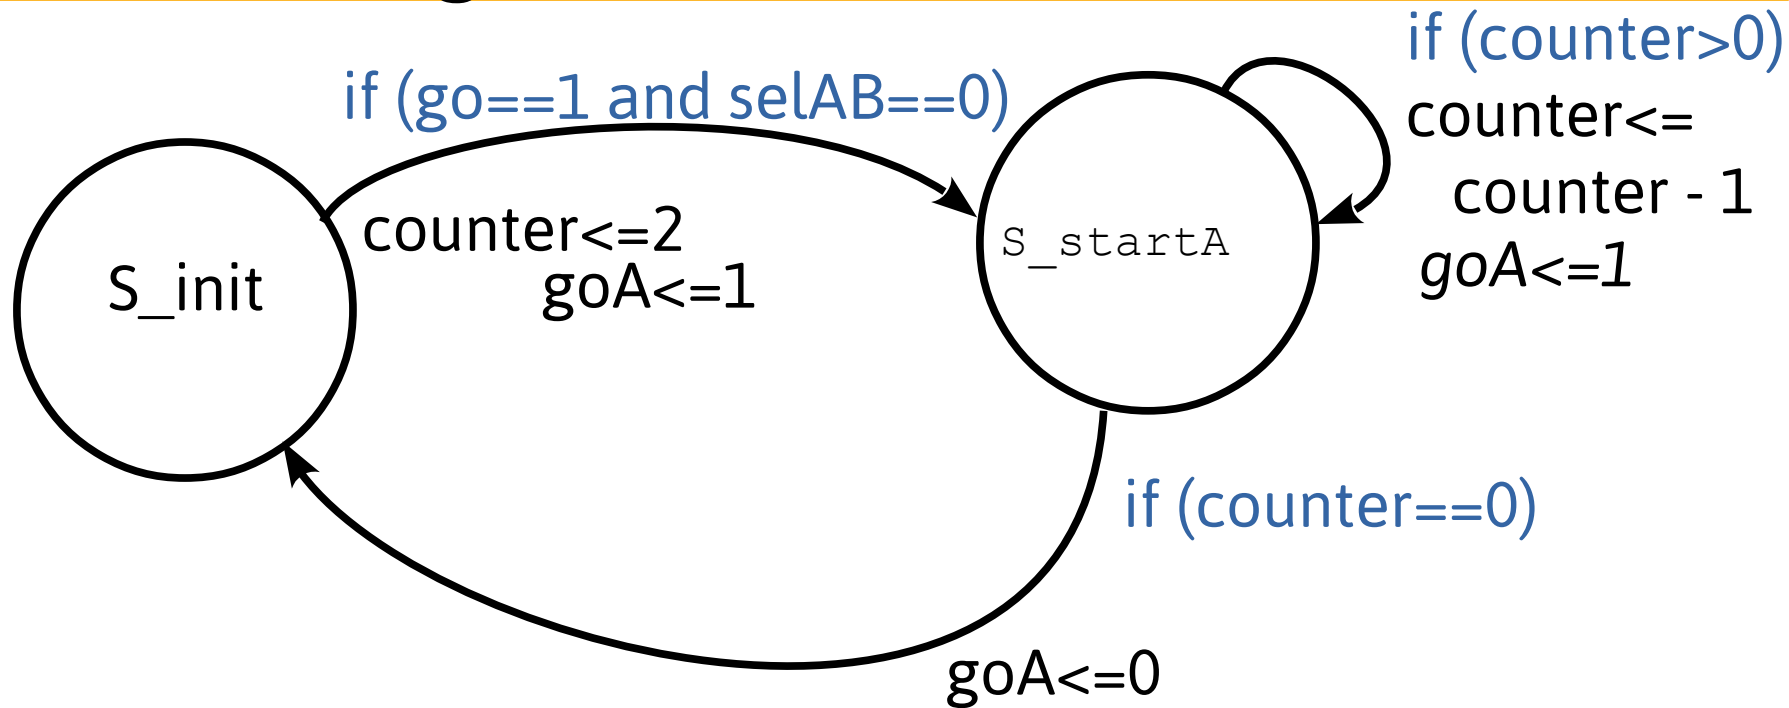 if (counter>0)
if (go==1 and selAB==0)
counter<=
counter - 1
goA<=1
counter<=2
goA<=1
S_init
S_startA
if (counter==0)
goA<=0